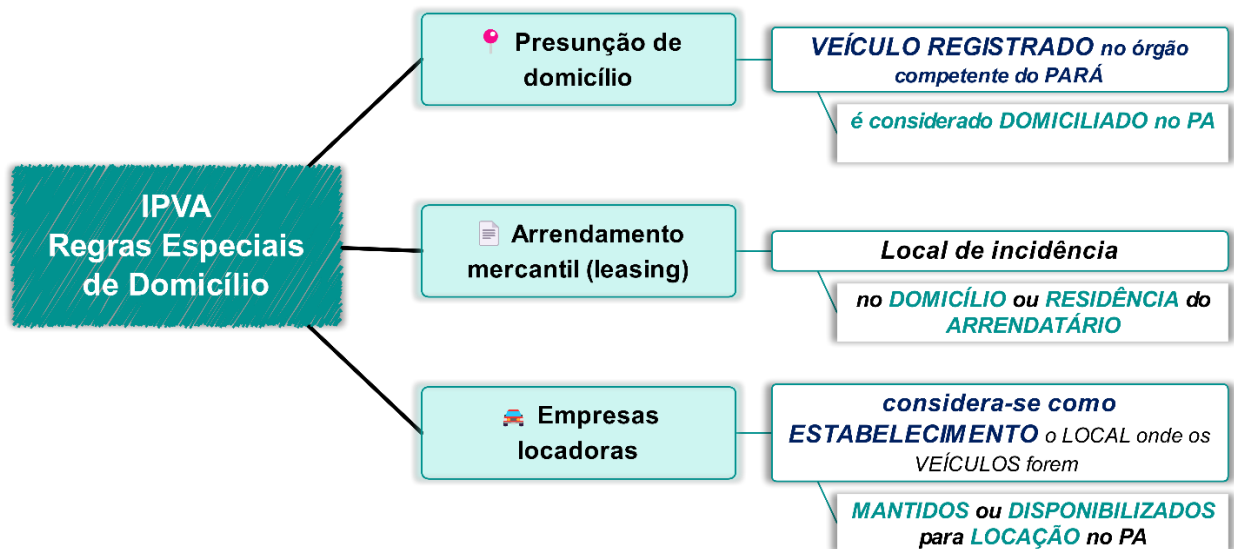 IPVA
Regras Especiais
de Domicílio
Presunção de
domicílio
VEÍCULO REGISTRADO no órgão
competente do PARÁ
é considerado DOMICILIADO no PA
Arrendamento
mercantil (leasing)
Local de incidência
no DOMICÍLIO ou RESIDÊNCIA do
ARRENDATÁRIO
Empresas
locadoras
considera-se como
ESTABELECIMENTO o LOCAL onde os
VEÍCULOS forem
MANTIDOS ou DISPONIBILIZADOS
para LOCAÇÃO no PA